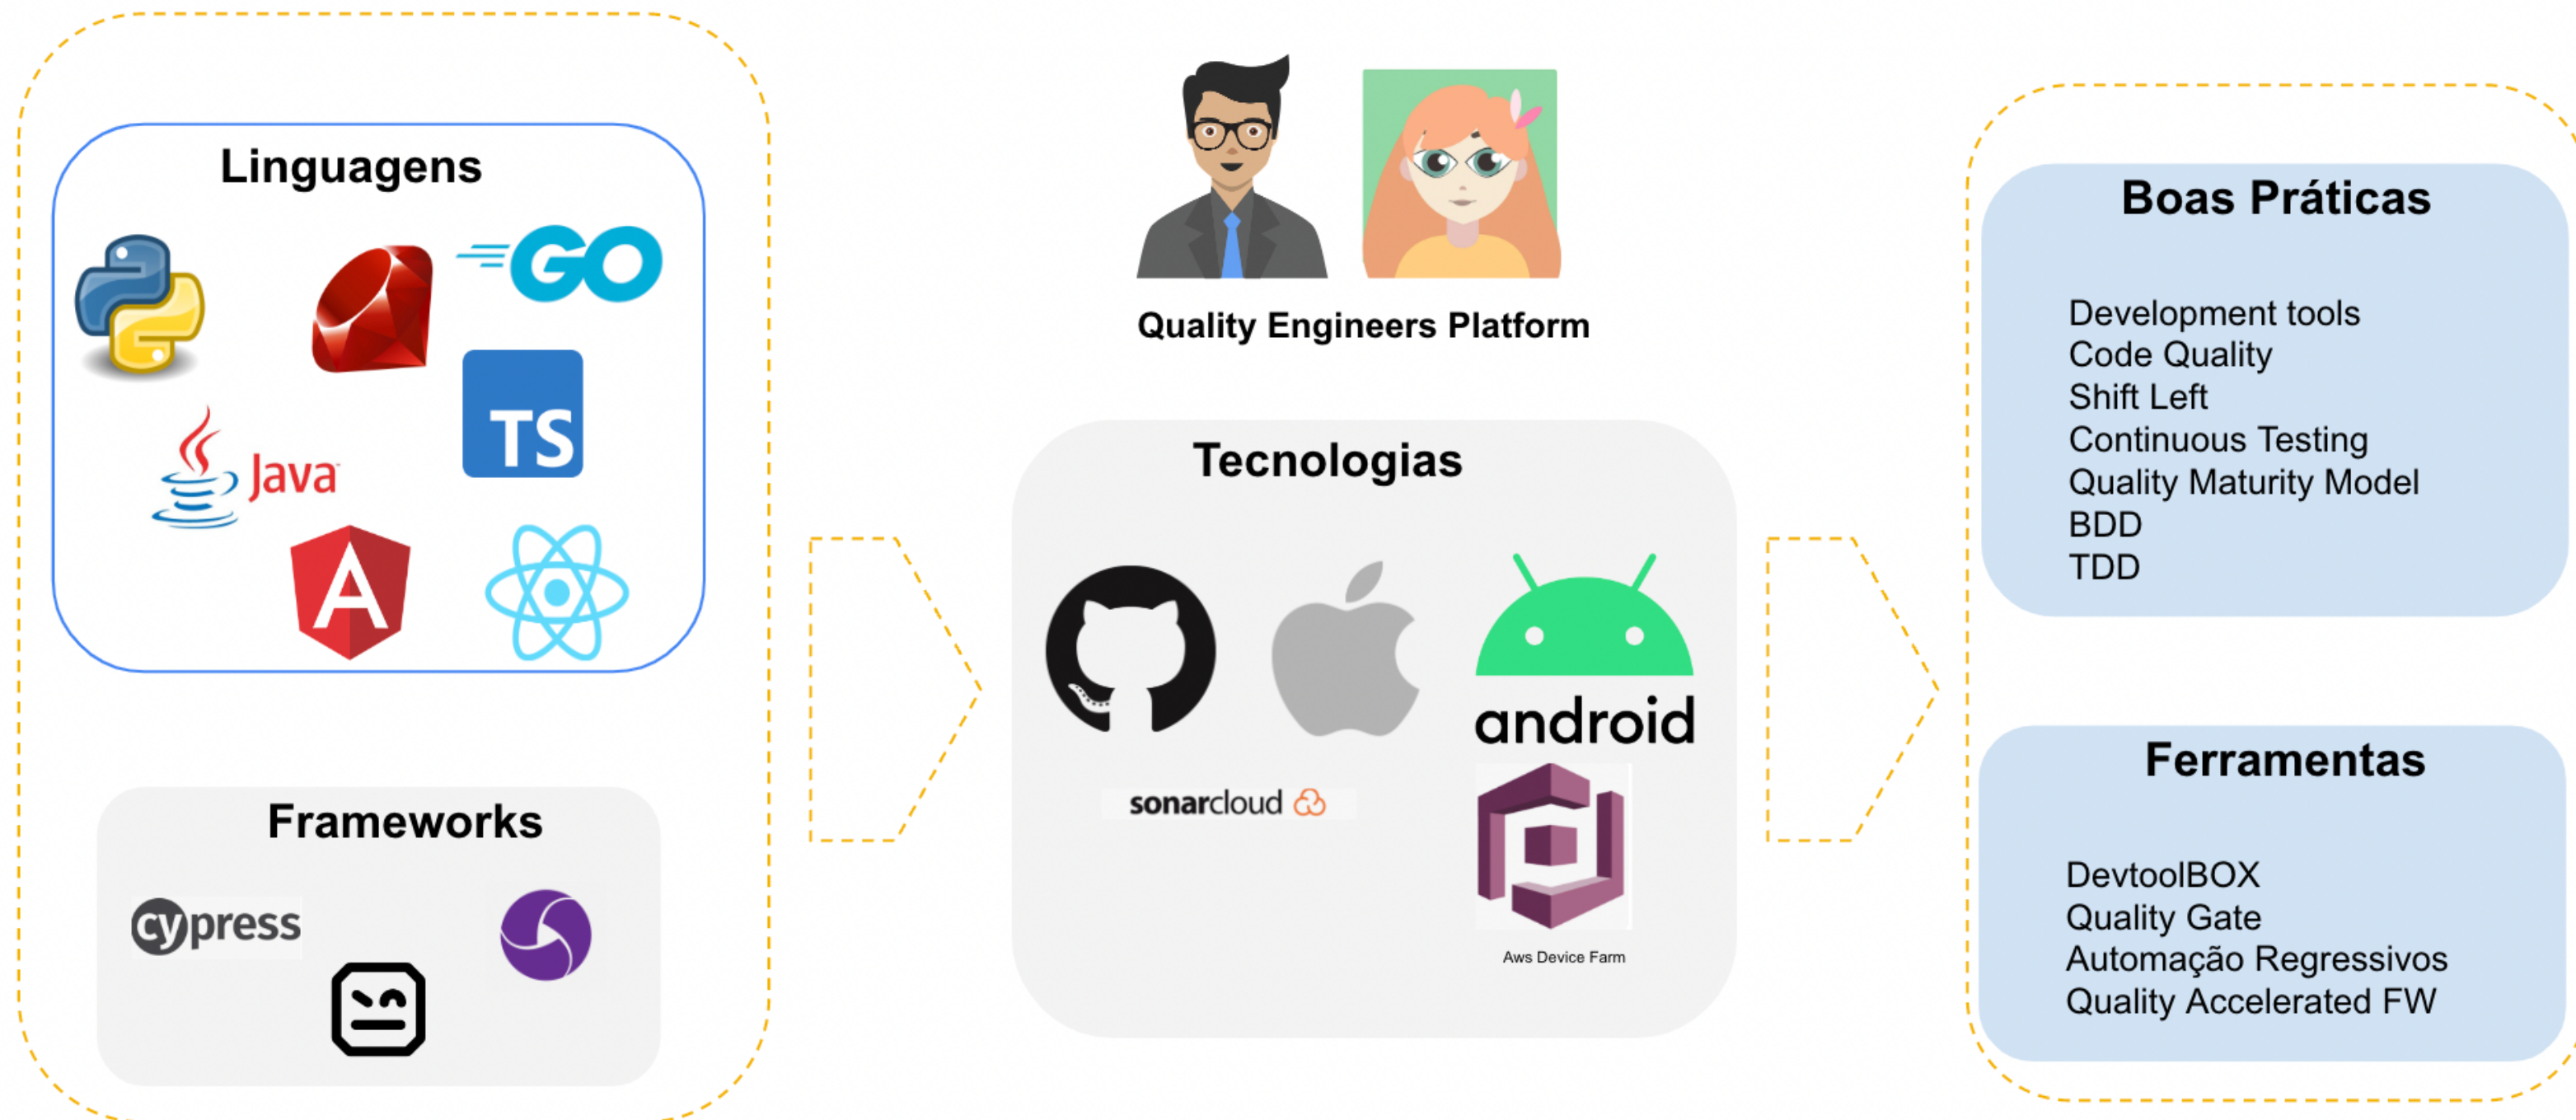 Linguagens
GO
TS
Java
A
Frameworks
cypress
Quality Engineers Platform
Tecnologias
android
sonarcloud
Aws Device Farm
Boas Práticas
Development tools
Code Quality
Shift Left
Continuous Testing
Quality Maturity Model
BDD
TDD
Ferramentas
DevtoolBOX
Quality Gate
Automação Regressivos
Quality Accelerated FW